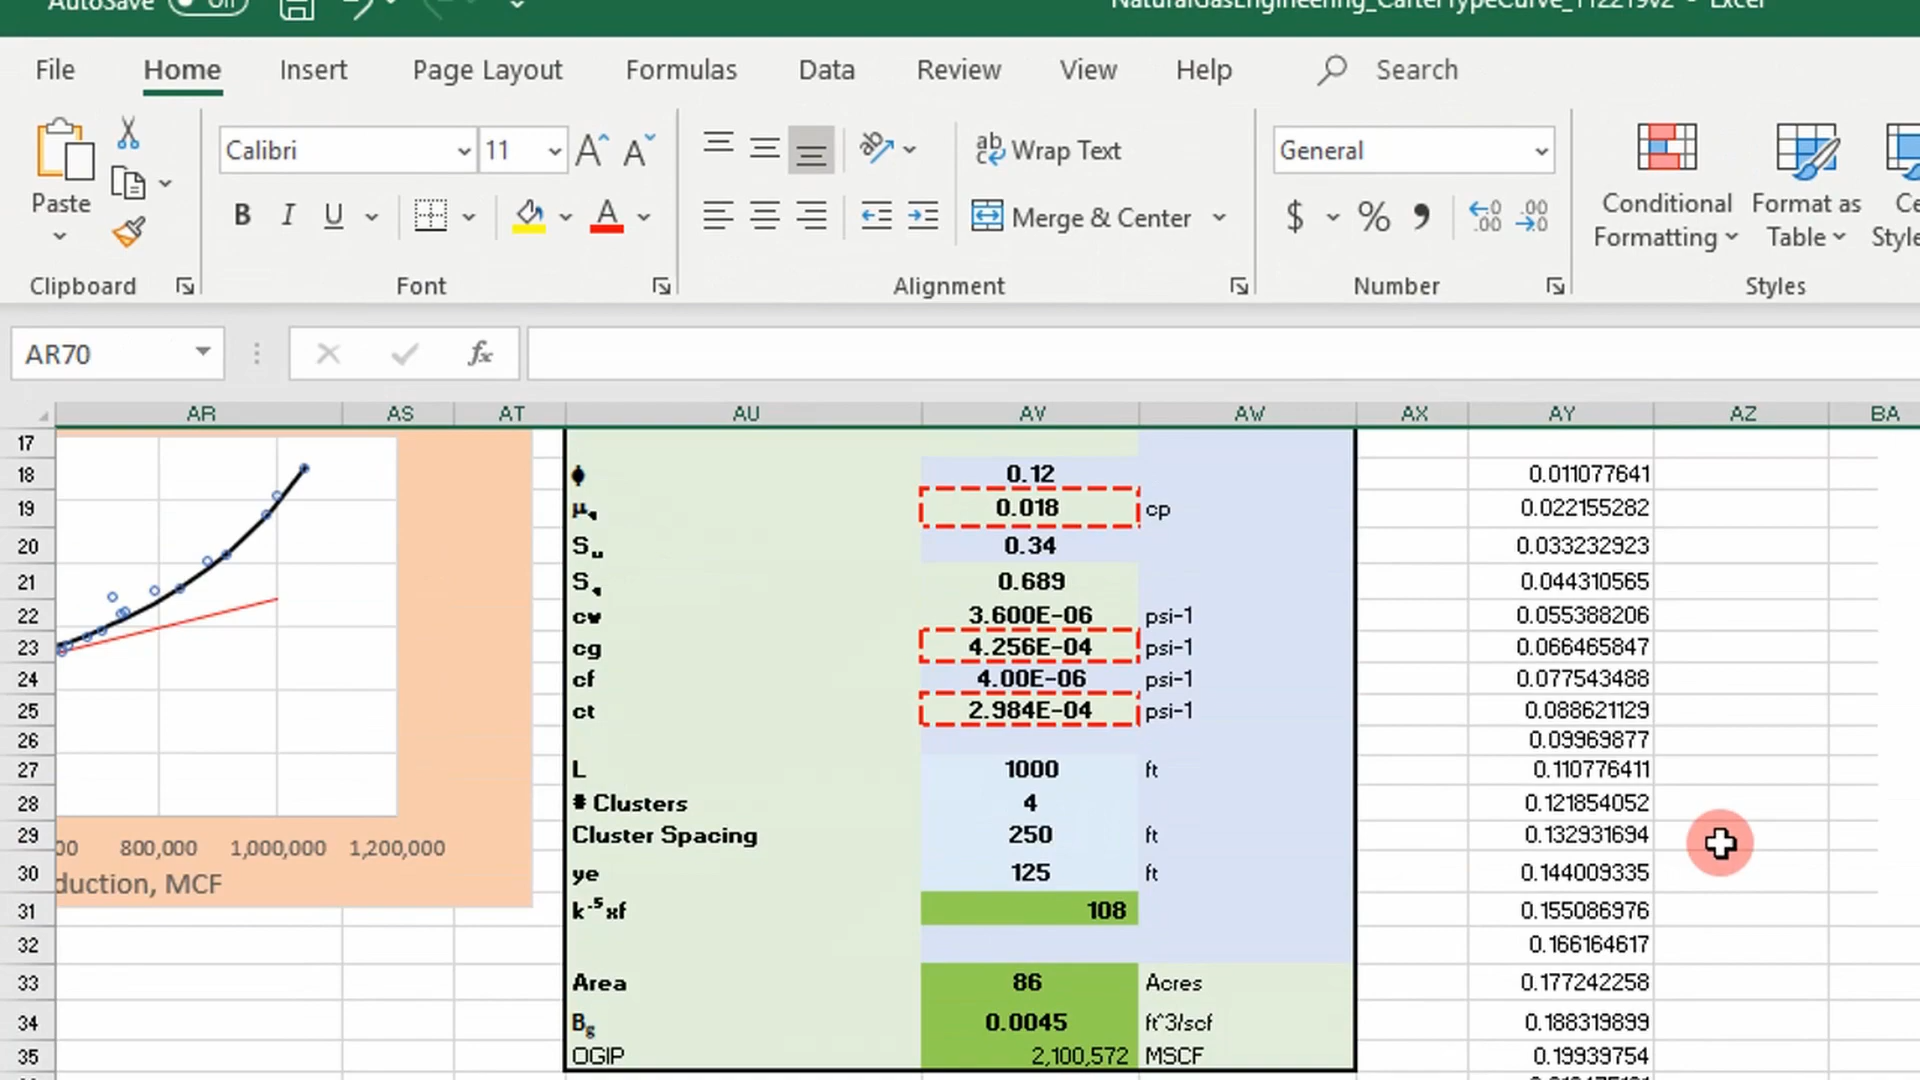 AutoSave Off NaturalGasEngineering_CarterTypeCurve_112219v2 - Excel
File Home Insert Page Layout Formulas Data Review View Help Search
Calibri 11 ab Wrap Text General
Paste B I U A Merge & Center $ % Conditional Formatting Format as Table
Clipboard Font Alignment Number Styles
AR70 fx
AR AS AT AU AV AW AX AY AZ BA
17
18 ϕ 0.12 0.011077641
19 0.018 cp 0.022155282
20 0.34 0.033232923
21 0.689 0.044310565
22 cw 3.600E-06 psi-1 0.055388206
23 cg 4.256E-04 psi-1 0.066465847
24 cf 4.00E-06 psi-1 0.077543488
25 ct 2.984E-04 psi-1 0.088621129
26 0.09969877
27 L 1000 ft 0.110776411
28 # Clusters 4 0.121854052
29 800,000 1,000,000 1,200,000 Cluster Spacing 250 ft 0.132931694
30 duction, MCF ye 125 ft 0.144009335
31 k^.5xf 108 0.155086976
32 0.166164617
33 Area 86 Acres 0.177242258
34 Bg 0.0045 ft^3/scf 0.188319899
35 OGIP 2,100,572 MSCF 0.19939754